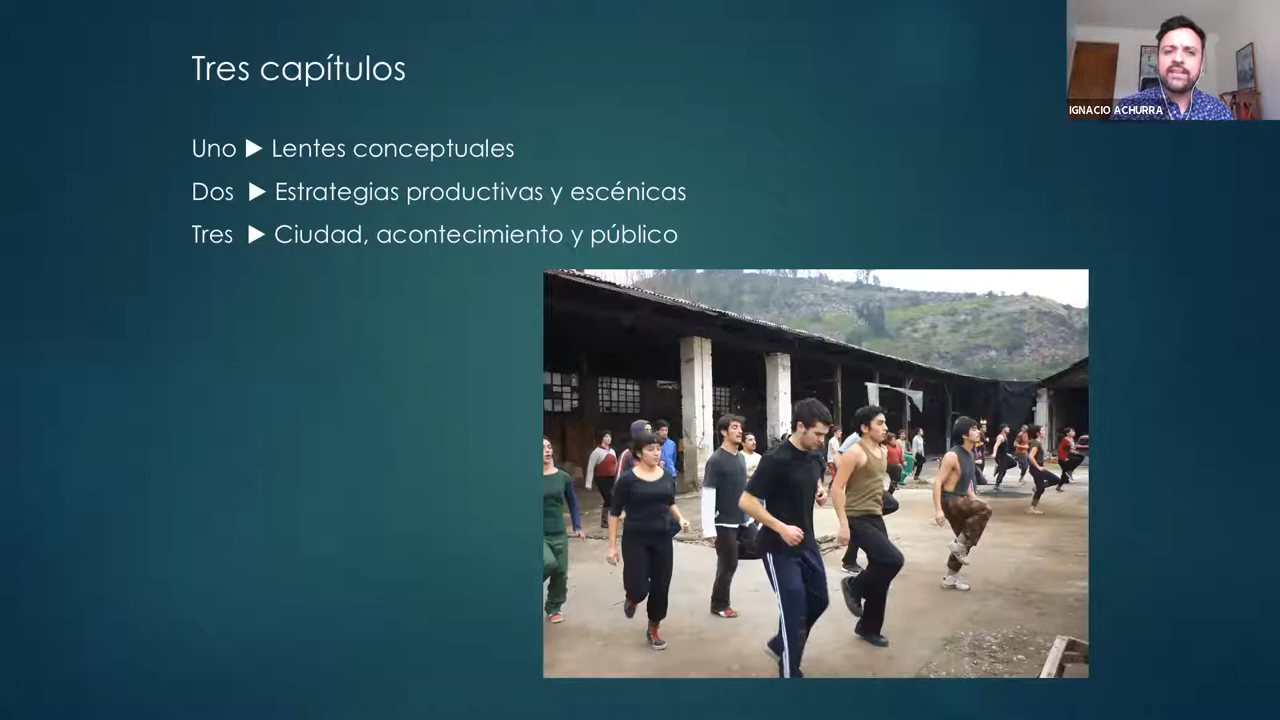 Tres capítulos
IGNACIO ACHURRA
Uno ▶ Lentes conceptuales
Dos ▶ Estrategias productivas y escénicas
Tres ▶ Ciudad, acontecimiento y público